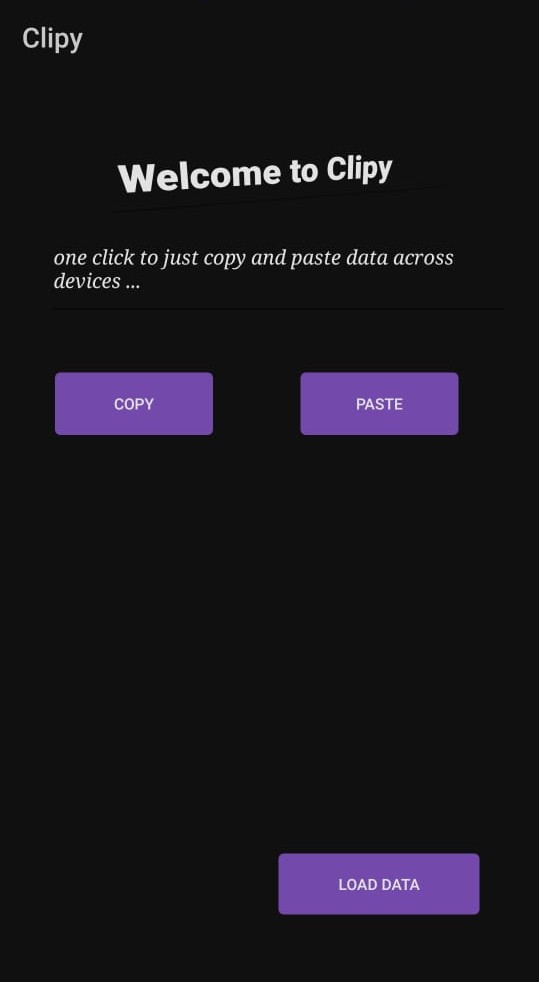 Clipy
Welcome to Clipy
one click to just copy and paste data across
devices ...
COPY
PASTE
LOAD DATA